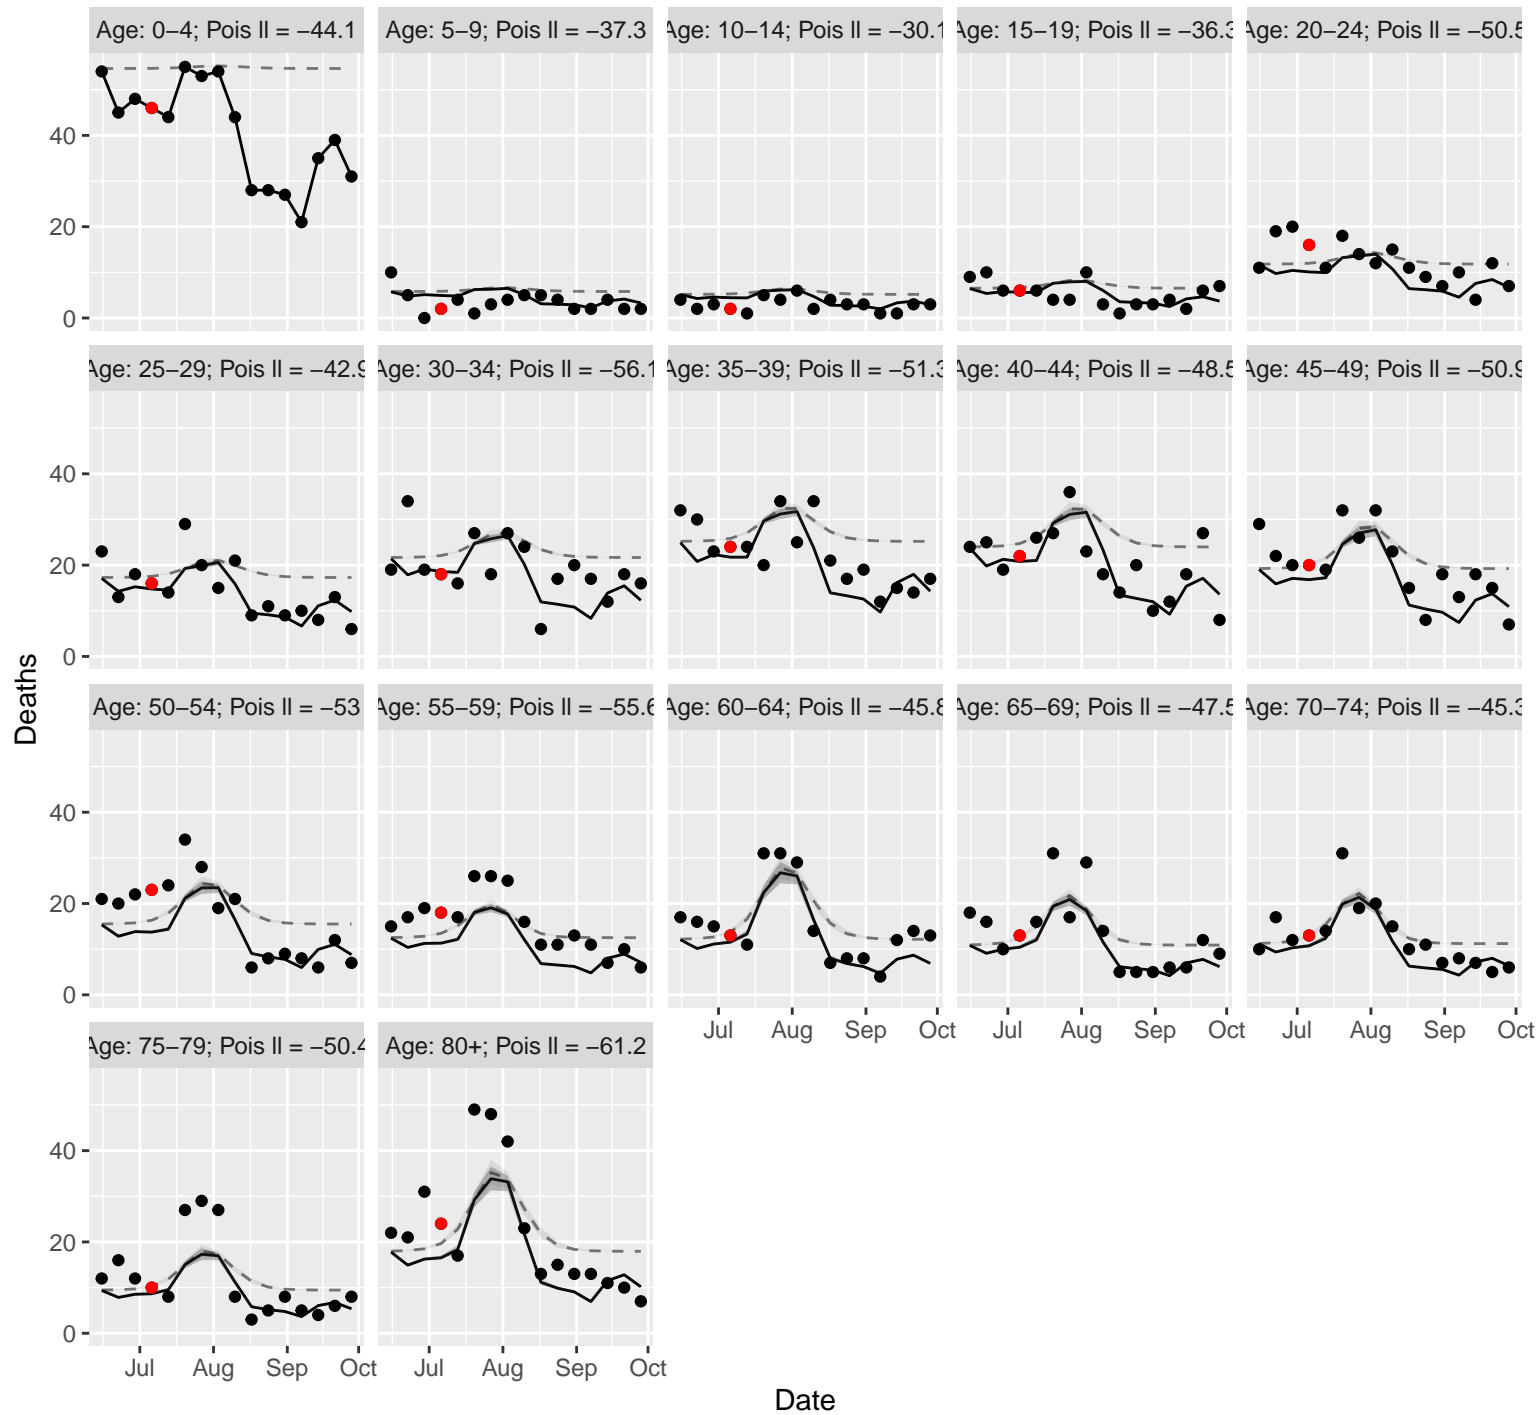 Age: 0−4; Pois ll = −44.1
Age: 5−9; Pois ll = −37.3
Age: 10−14; Pois ll = −30.1
Age: 15−19; Pois ll = −36.3
Age: 20−24; Pois ll = −50.5
40
20
0
Age: 25−29; Pois ll = −42.9
Age: 30−34; Pois ll = −56.1
Age: 35−39; Pois ll = −51.3
Age: 40−44; Pois ll = −48.5
Age: 45−49; Pois ll = −50.9
40
20
0
Deaths
Age: 50−54; Pois ll = −53
Age: 55−59; Pois ll = −55.6
Age: 60−64; Pois ll = −45.8
Age: 65−69; Pois ll = −47.5
Age: 70−74; Pois ll = −45.3
40
20
0
Jul Aug Sep Oct
Jul Aug Sep Oct
Jul Aug Sep Oct
Age: 75−79; Pois ll = −50.4
Age: 80+; Pois ll = −61.2
40
20
0
Jul Aug Sep Oct
Jul Aug Sep Oct
Date